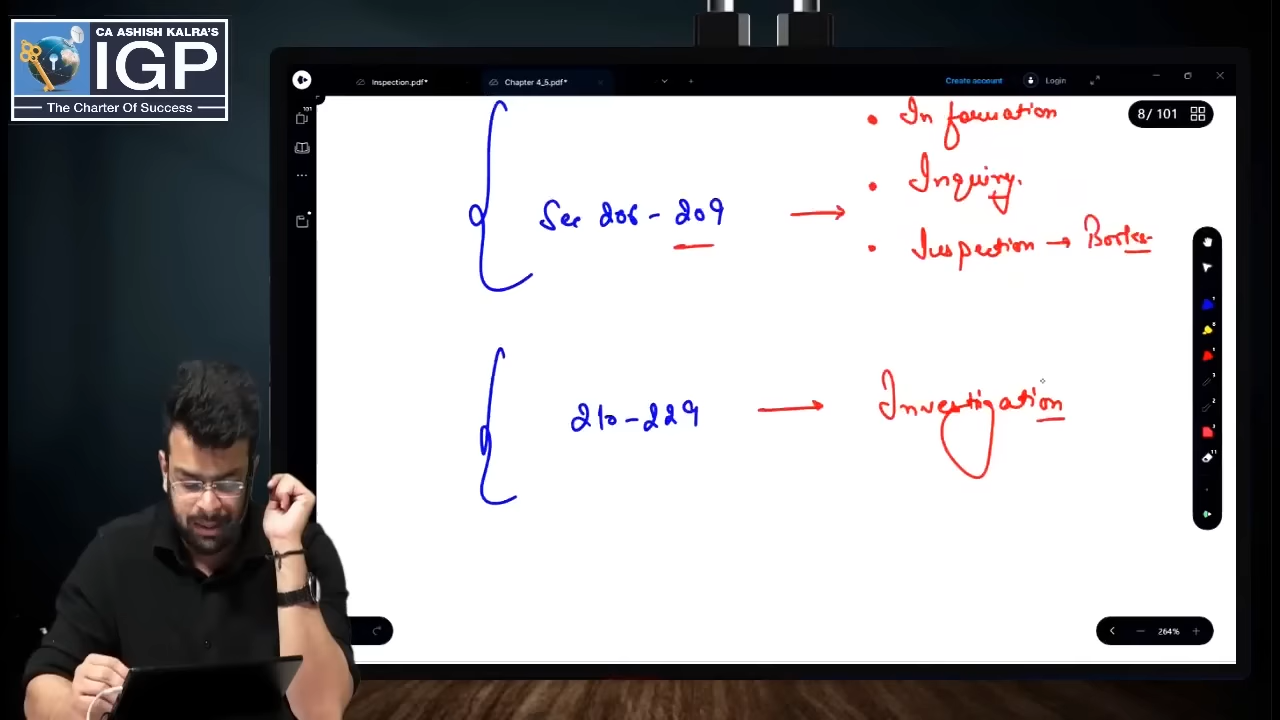 CA ASHISH KALRA'S
IGP
The Charter Of Success
Inspection.pdf*
Chapter 4_5.pdf*
Create account
Login
101
8 / 101
• Information
• Inquiry.
Sec 206 - 209
• Inspection → Books
210 - 229
Investigation
264%